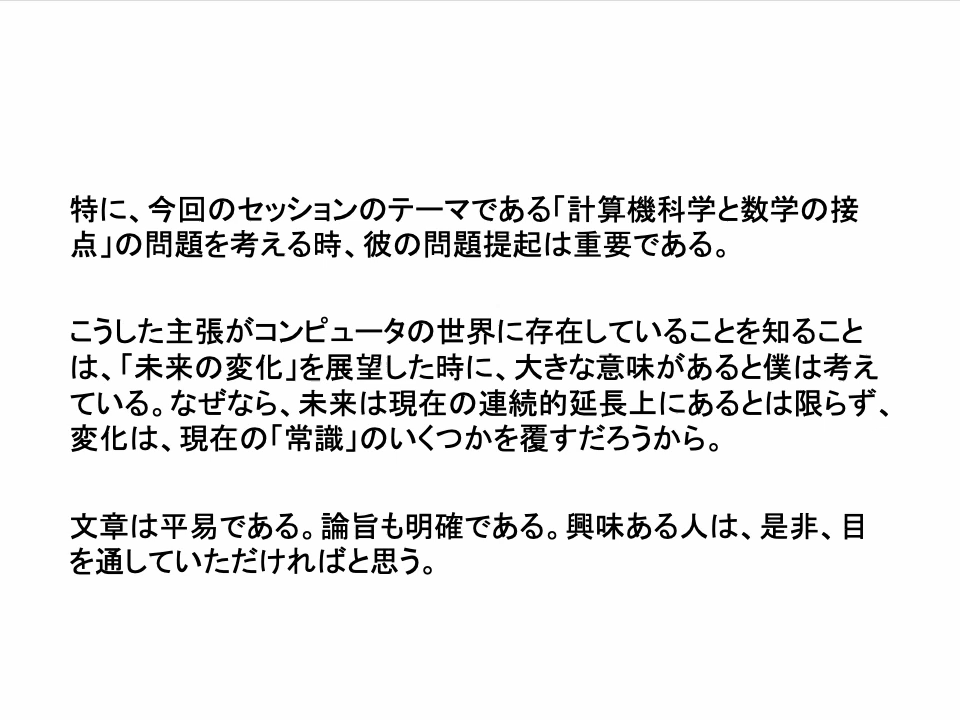 特に、今回のセッションのテーマである「計算機科学と数学の接
点」の問題を考える時、彼の問題提起は重要である。
こうした主張がコンピュータの世界に存在していることを知ること
は、「未来の変化」を展望した時に、大きな意味があると僕は考え
ている。なぜなら、未来は現在の連続的延長上にあるとは限らず、
変化は、現在の「常識」のいくつかを覆すだろうから。
文章は平易である。論旨も明確である。興味ある人は、是非、目
を通していただければと思う。